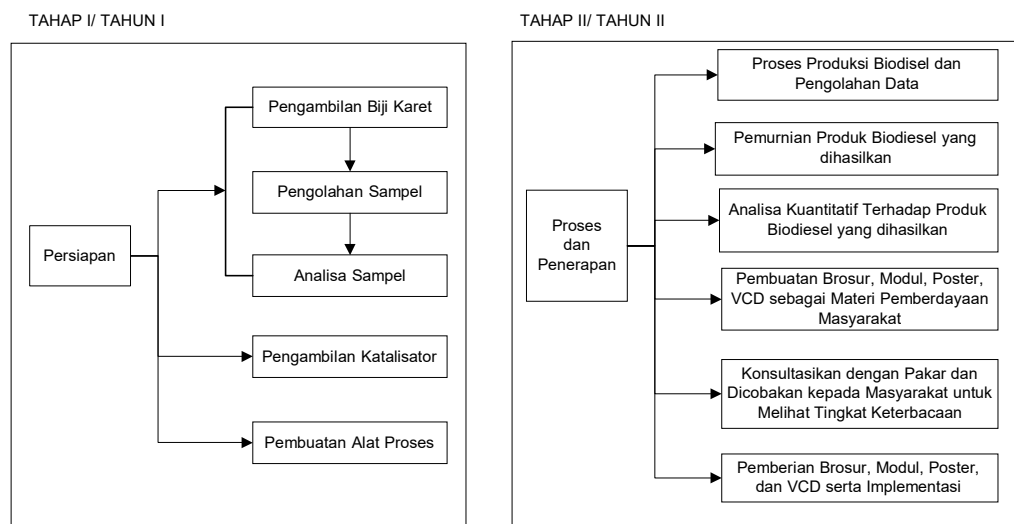 TAHAP I/ TAHUN I
Persiapan
Pengambilan Biji Karet
Pengolahan Sampel
Analisa Sampel
Pengambilan Katalisator
Pembuatan Alat Proses
TAHAP II/ TAHUN II
Proses
dan
Penerapan
Proses Produksi Biodisel dan
Pengolahan Data
Pemurnian Produk Biodiesel yang
dihasilkan
Analisa Kuantitatif Terhadap Produk
Biodiesel yang dihasilkan
Pembuatan Brosur, Modul, Poster,
VCD sebagai Materi Pemberdayaan
Masyarakat
Konsultasikan dengan Pakar dan
Dicobakan kepada Masyarakat untuk
Melihat Tingkat Keterbacaan
Pemberian Brosur, Modul, Poster,
dan VCD serta Implementasi